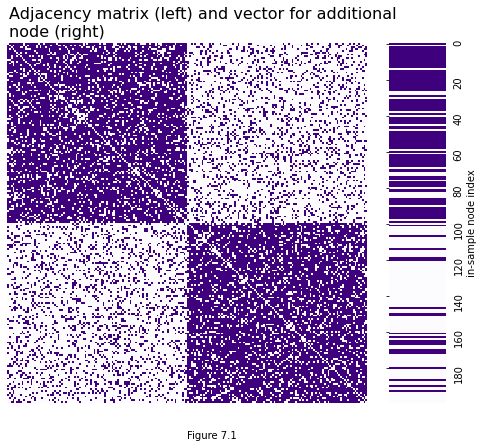 Adjacency matrix (left) and vector for additional
node (right)
0
20
40
60
80
100
120
140
160
180
in-sample node index
Figure 7.1